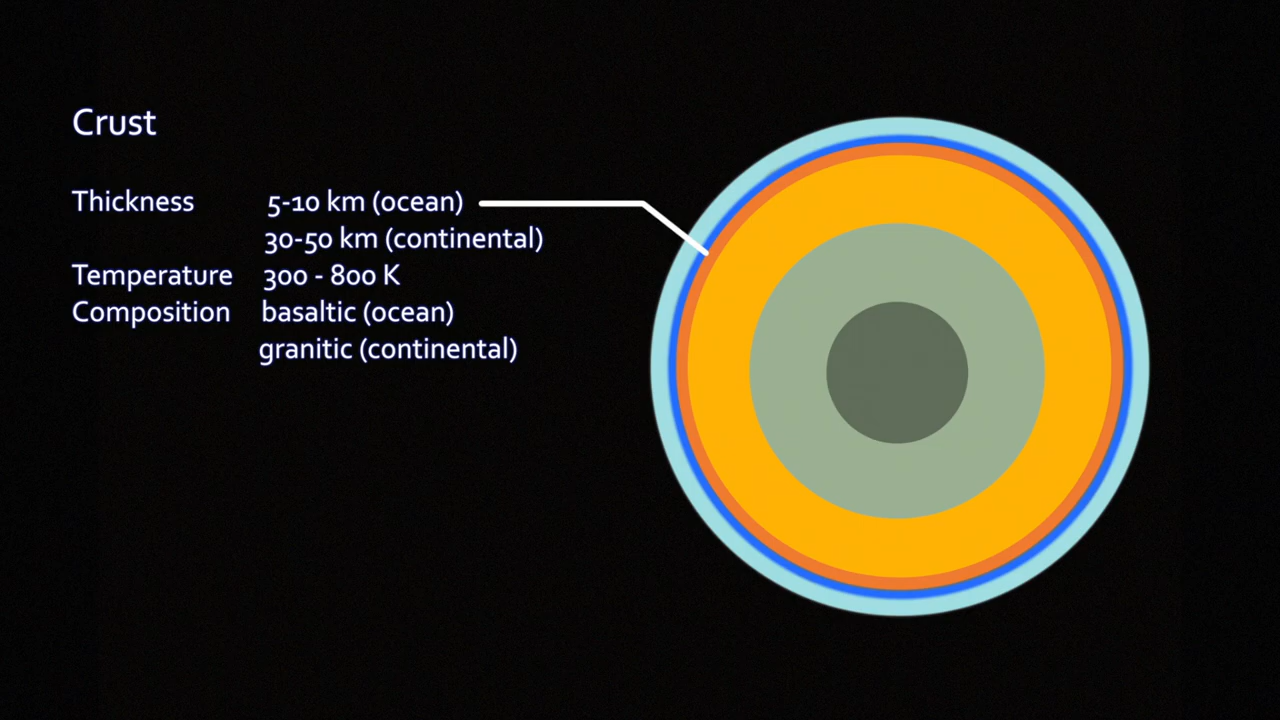 Crust
Thickness 5-10 km (ocean)
30-50 km (continental)
Temperature 300 - 800 K
Composition basaltic (ocean)
granitic (continental)